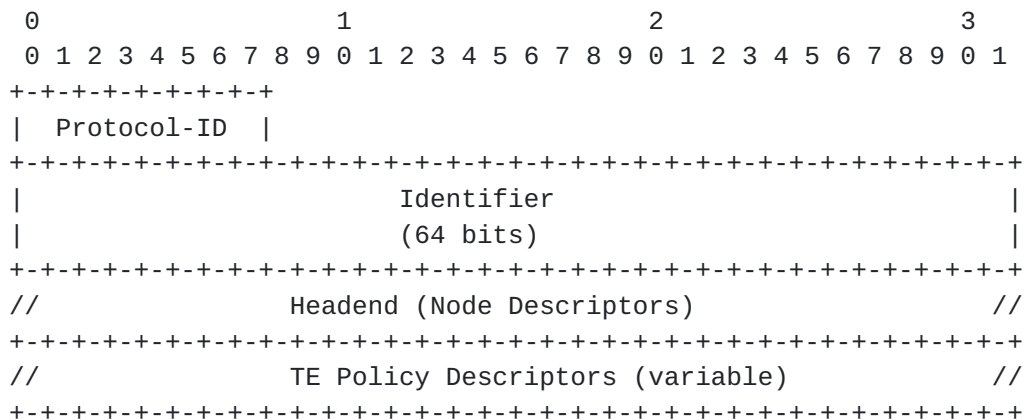 0                   1                   2                   3
 0 1 2 3 4 5 6 7 8 9 0 1 2 3 4 5 6 7 8 9 0 1 2 3 4 5 6 7 8 9 0 1
+-+-+-+-+-+-+-+-+
|  Protocol-ID  |
+-+-+-+-+-+-+-+-+-+-+-+-+-+-+-+-+-+-+-+-+-+-+-+-+-+-+-+-+-+-+-+-+
|                        Identifier                             |
|                        (64 bits)                              |
+-+-+-+-+-+-+-+-+-+-+-+-+-+-+-+-+-+-+-+-+-+-+-+-+-+-+-+-+-+-+-+-+
//                Headend (Node Descriptors)                   //
+-+-+-+-+-+-+-+-+-+-+-+-+-+-+-+-+-+-+-+-+-+-+-+-+-+-+-+-+-+-+-+-+
//                TE Policy Descriptors (variable)             //
+-+-+-+-+-+-+-+-+-+-+-+-+-+-+-+-+-+-+-+-+-+-+-+-+-+-+-+-+-+-+-+-+